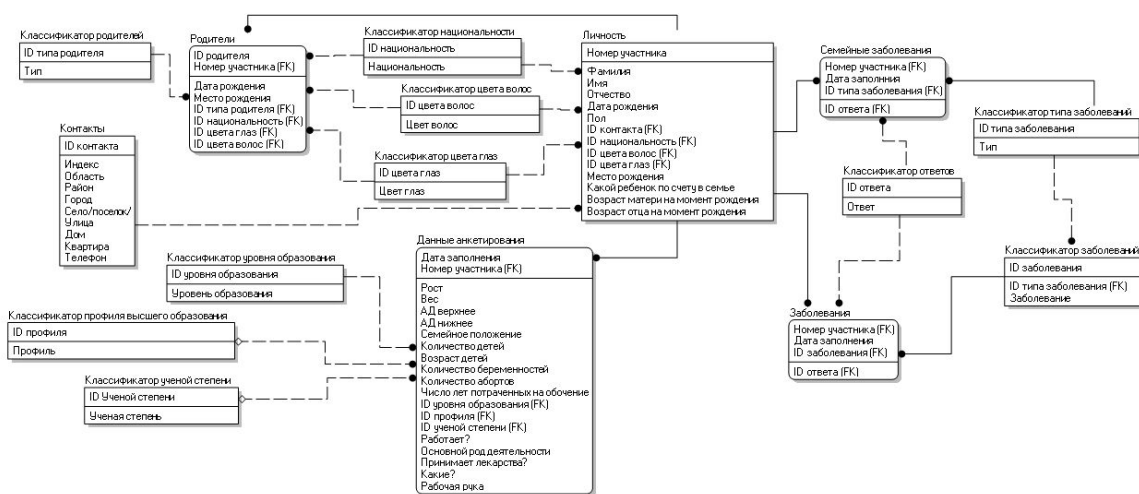 Классификатор родителей
ID типа родителя
Тип
Родители
ID родителя
Номер участника (FK)
Дата рождения
Место рождения
ID типа родителя (FK)
ID национальность (FK)
ID цвета глаз (FK)
ID цвета волос (FK)
Классификатор национальности
ID национальность
Национальность
Классификатор цвета волос
ID цвета волос
Цвет волос
Классификатор цвета глаз
ID цвета глаз
Цвет глаз
Личность
Номер участника
Фамилия
Имя
Отчество
Дата рождения
Пол
ID контакта (FK)
ID национальность (FK)
ID цвета волос (FK)
ID цвета глаз (FK)
Место рождения
Какой ребенок по счету в семье
Возраст матери на момент рождения
Возраст отца на момент рождения
Семейные заболевания
Номер участника (FK)
Дата заполнния
ID типа заболевания (FK)
ID ответа (FK)
Классификатор типа заболеваний
ID типа заболевания
Тип
Классификатор ответов
ID ответа
Ответ
Классификатор заболеваний
ID заболевания
ID типа заболевания (FK)
Заболевание
Заболевания
Номер участника (FK)
Дата заполнения
ID заболевания (FK)
ID ответа (FK)
Контакты
ID контакта
Индекс
Область
Район
Город
Село/поселок/
Улица
Дом
Квартира
Телефон
Данные анкетирования
Дата заполнения
Номер участника (FK)
Рост
Вес
АД верхнее
АД нижнее
Семейное положение
Количество детей
Возраст детей
Количество беременностей
Количество абортов
Число лет потраченных на обучение
ID уровня образования (FK)
ID профиля (FK)
ID ученой степени (FK)
Работает?
Основной род деятельности
Принимает лекарства?
Какие?
Рабочая рука
Классификатор уровня образования
ID уровня образования
Уровень образования
Классификатор профиля высшего образования
ID профиля
Профиль
Классификатор ученой степени
ID Ученой степени
Ученая степень